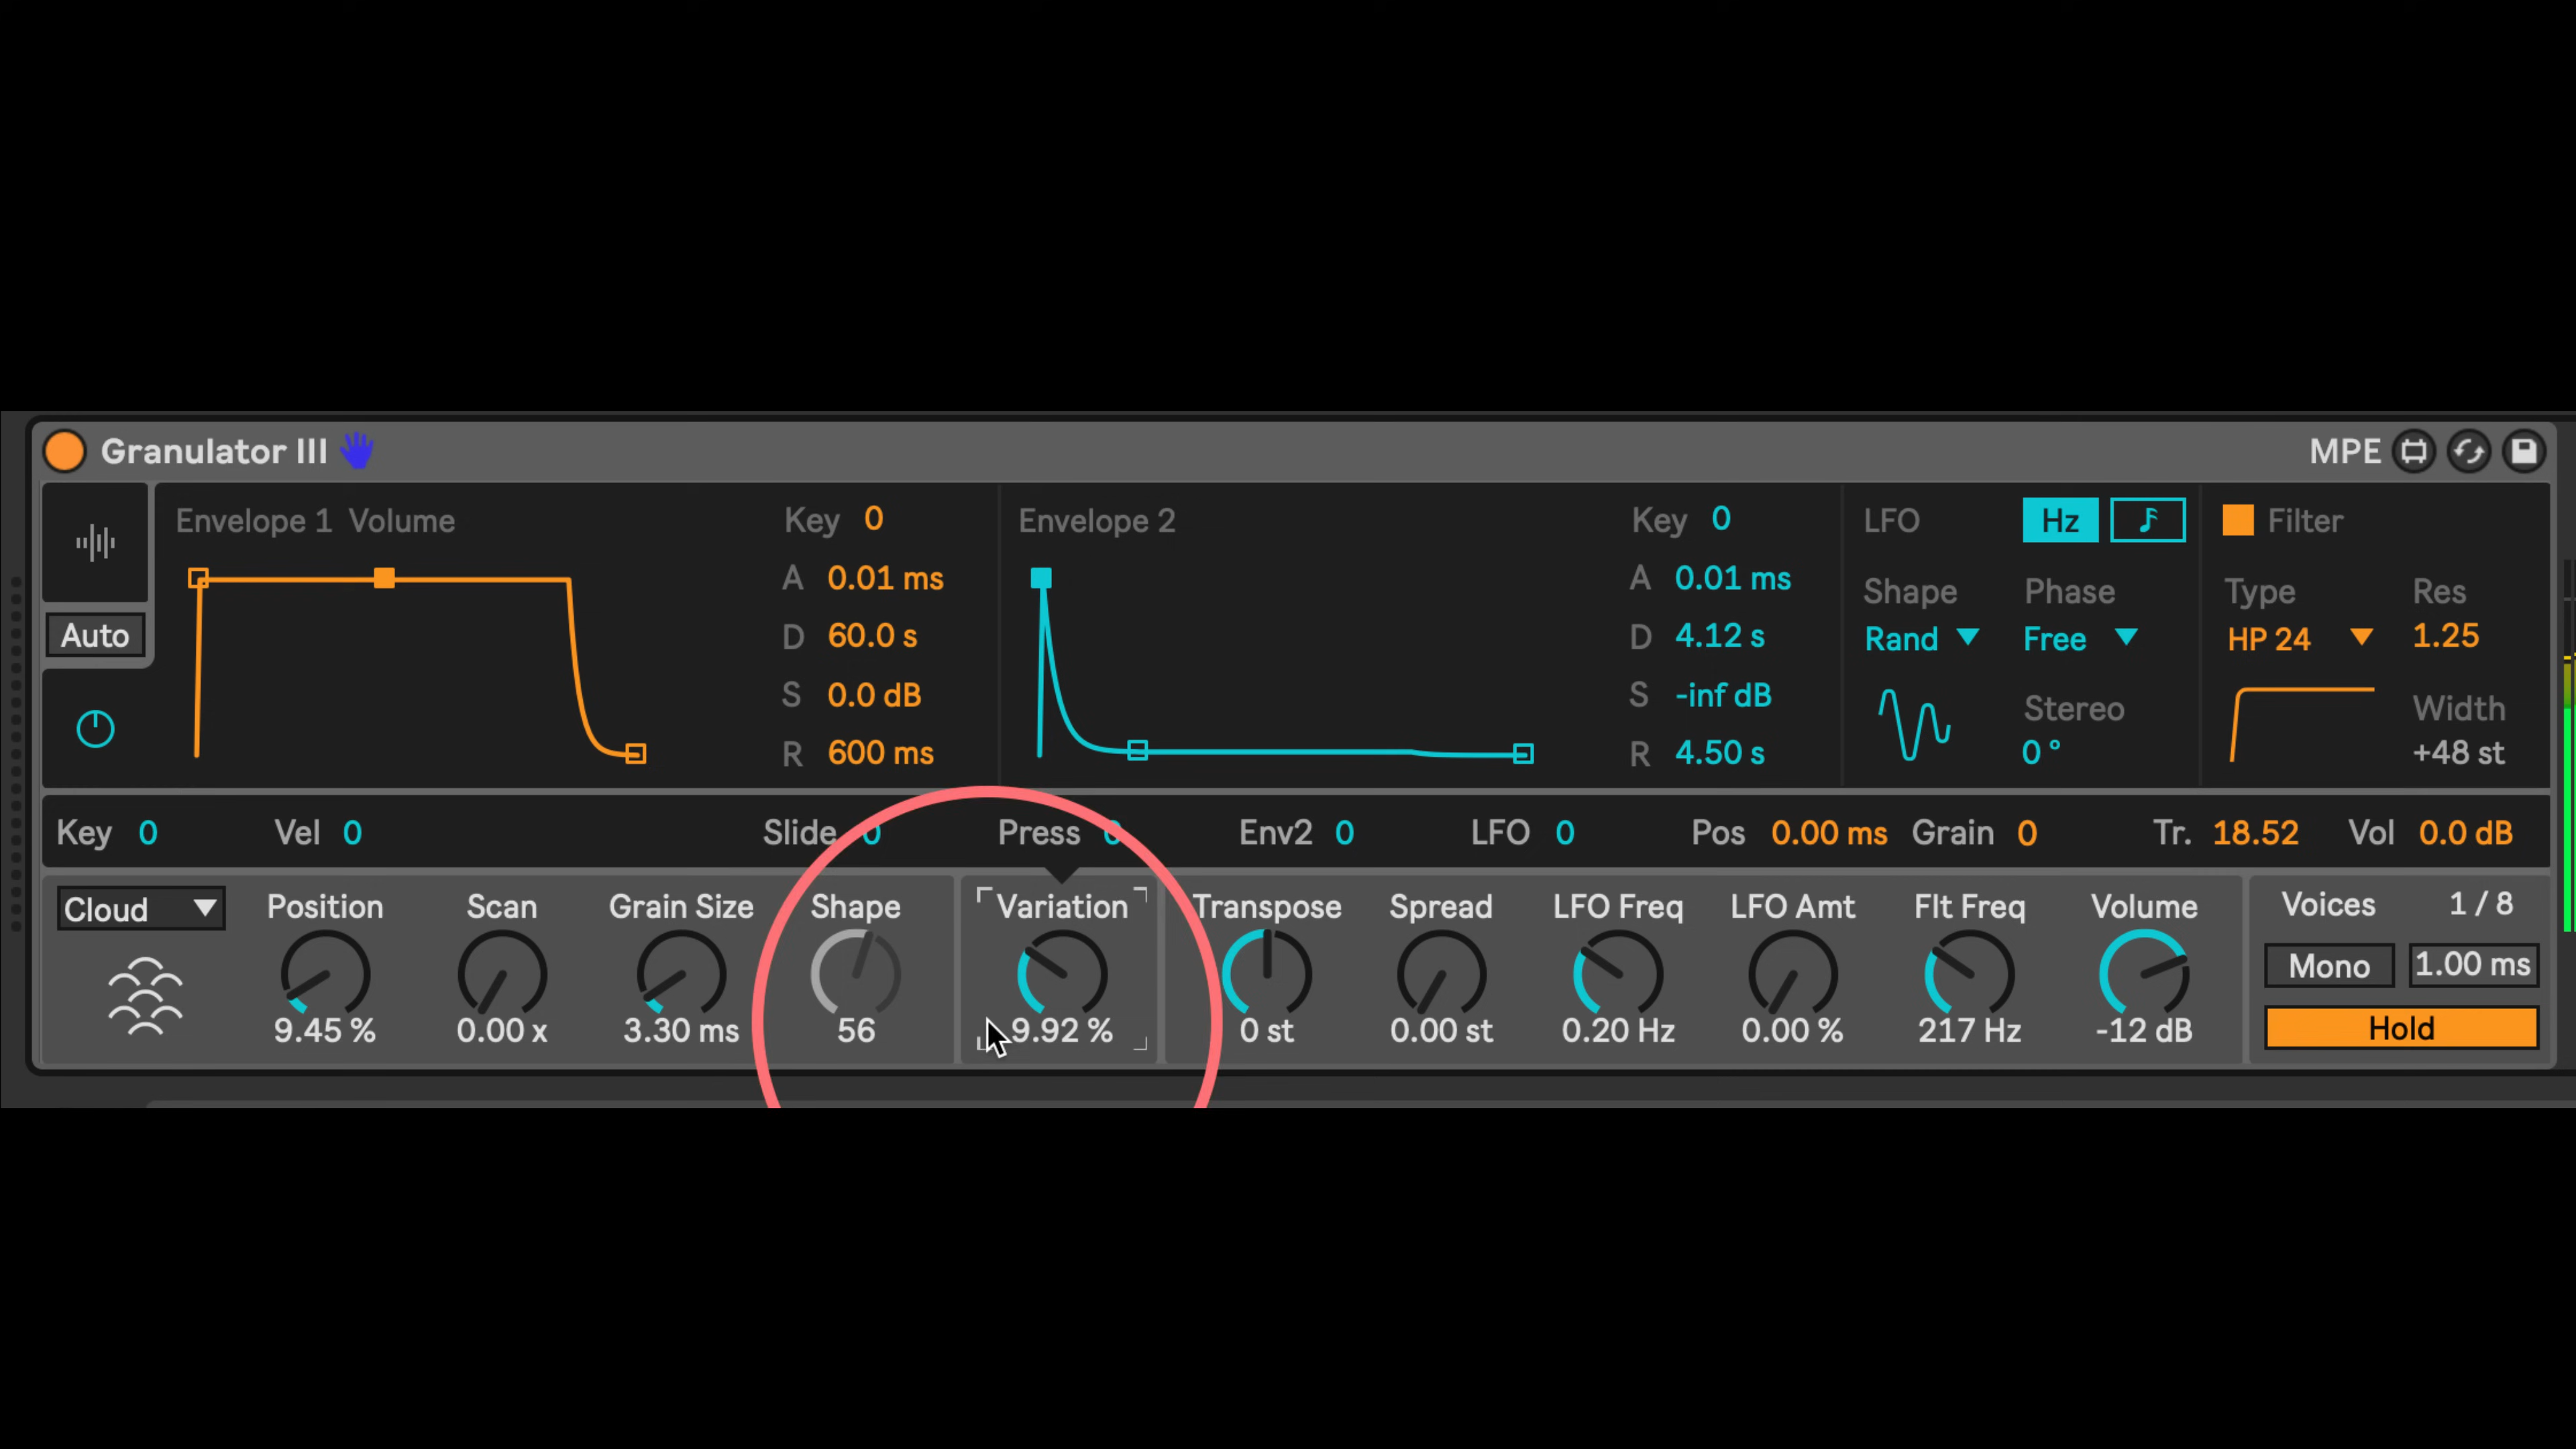 Granulator III MPE
Envelope 1 Volume Key 0 Envelope 2 Key 0 LFO Hz Filter
A 0.01 ms A 0.01 ms Shape Phase Type Res
Auto D 60.0 s D 4.12 s Rand Free HP 24 1.25
S 0.0 dB S -inf dB Stereo Width
R 600 ms R 4.50 s 0 ° +48 st
Key 0 Vel 0 Slide 0 Press 0 Env2 0 LFO 0 Pos 0.00 ms Grain 0 Tr. 18.52 Vol 0.0 dB
Cloud Position Scan Grain Size Shape Variation Transpose Spread LFO Freq LFO Amt Flt Freq Volume Voices 1 / 8
Mono 1.00 ms
9.45 % 0.00 x 3.30 ms 56 9.92 % 0 st 0.00 st 0.20 Hz 0.00 % 217 Hz -12 dB Hold